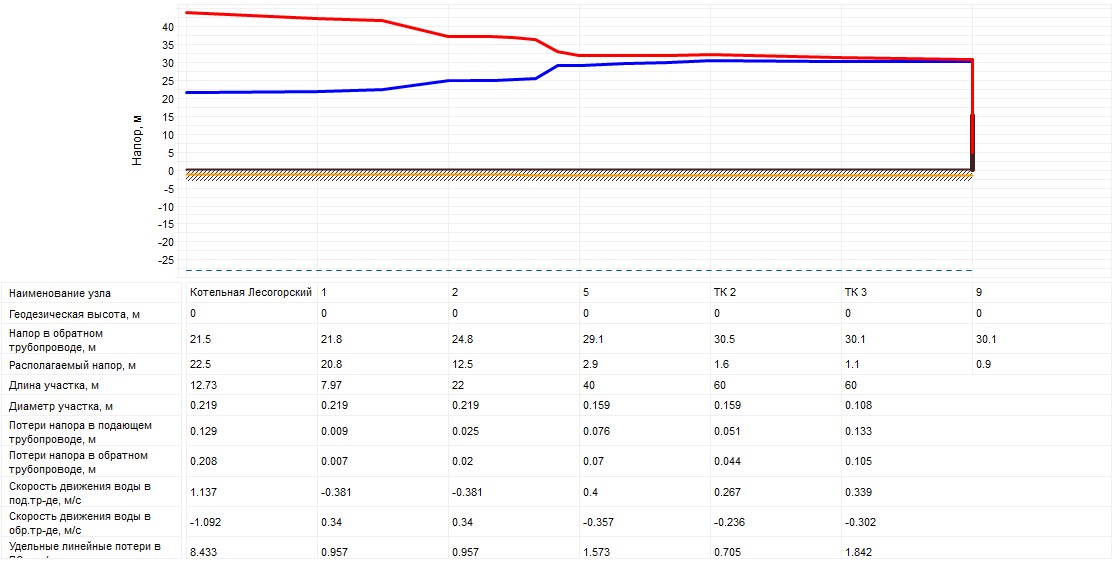 Напор, м
40
35
30
25
20
15
10
5
0
-5
-10
-15
-20
-25
Наименование узла Котельная Лесогорский 1 2 5 ТК 2 ТК 3 9
Геодезическая высота, м 0 0 0 0 0 0 0
Напор в обратном
трубопроводе, м 21.5 21.8 24.8 29.1 30.5 30.1 30.1
Располагаемый напор, м 22.5 20.8 12.5 2.9 1.6 1.1 0.9
Длина участка, м 12.73 7.97 22 40 60 60
Диаметр участка, м 0.219 0.219 0.219 0.159 0.159 0.108
Потери напора в подающем
трубопроводе, м 0.129 0.009 0.025 0.076 0.051 0.133
Потери напора в обратном
трубопроводе, м 0.208 0.007 0.02 0.07 0.044 0.105
Скорость движения воды в
под.тр-де, м/с 1.137 -0.381 -0.381 0.4 0.267 0.339
Скорость движения воды в
обр.тр-де, м/с -1.092 0.34 0.34 -0.357 -0.236 -0.302
Удельные линейные потери в 8.433 0.957 0.957 1.573 0.705 1.842